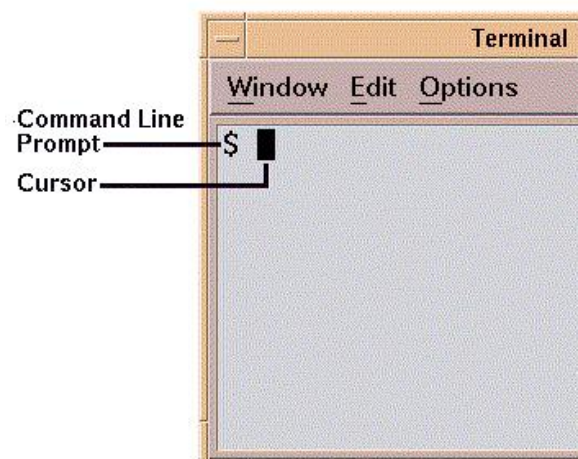 Terminal
Window Edit Options
Command Line
Prompt
$
Cursor